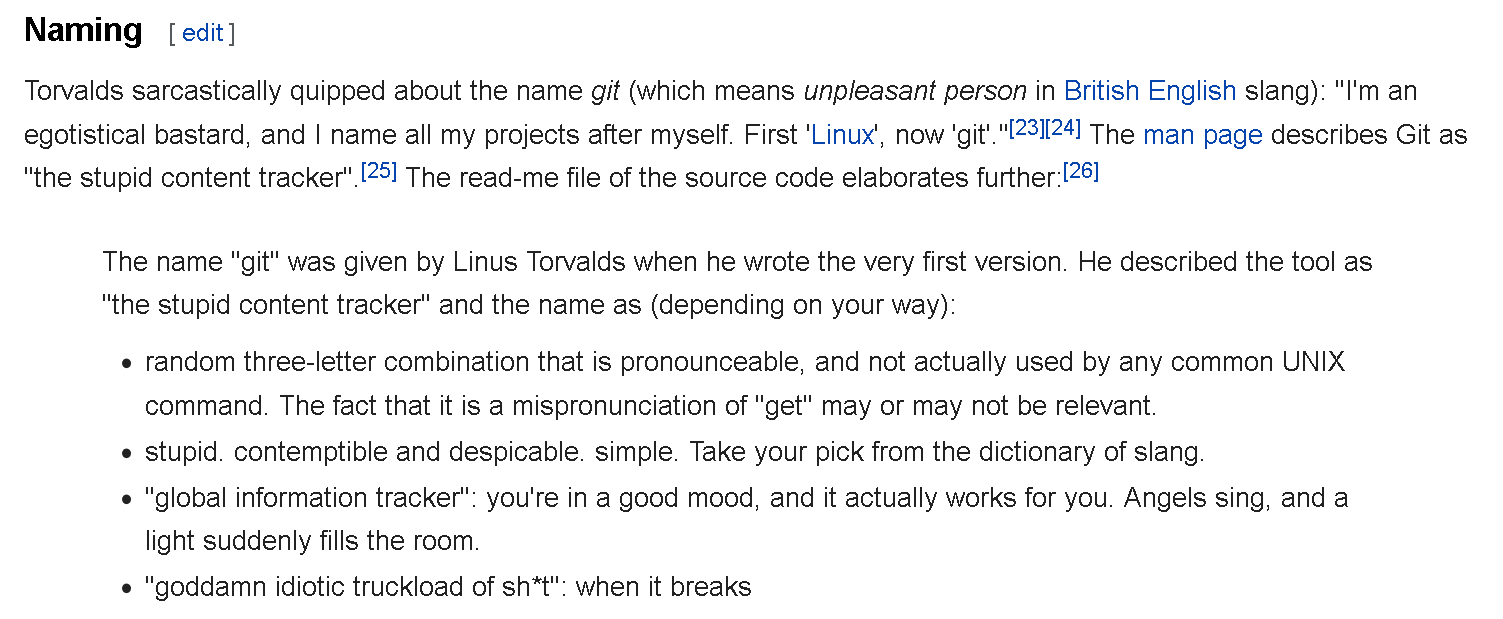 Naming [ edit ]
Torvalds sarcastically quipped about the name git (which means unpleasant person in British English slang): "I'm an
egotistical bastard, and I name all my projects after myself. First 'Linux', now 'git'."[23][24] The man page describes Git as
"the stupid content tracker".[25] The read-me file of the source code elaborates further:[26]
The name "git" was given by Linus Torvalds when he wrote the very first version. He described the tool as
"the stupid content tracker" and the name as (depending on your way):
• random three-letter combination that is pronounceable, and not actually used by any common UNIX
command. The fact that it is a mispronunciation of "get" may or may not be relevant.
• stupid. contemptible and despicable. simple. Take your pick from the dictionary of slang.
• "global information tracker": you're in a good mood, and it actually works for you. Angels sing, and a
light suddenly fills the room.
• "goddamn idiotic truckload of sh*t": when it breaks